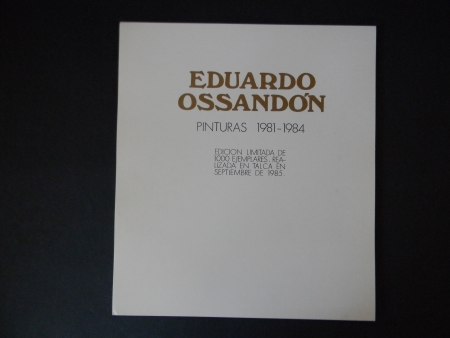 EDUARDO
OSSANDÓN
PINTURAS 1981-1984
EDICION LIMITADA DE
1000 EJEMPLARES, REA-
LIZADA EN TALCA EN
SEPTIEMBRE DE 1985.